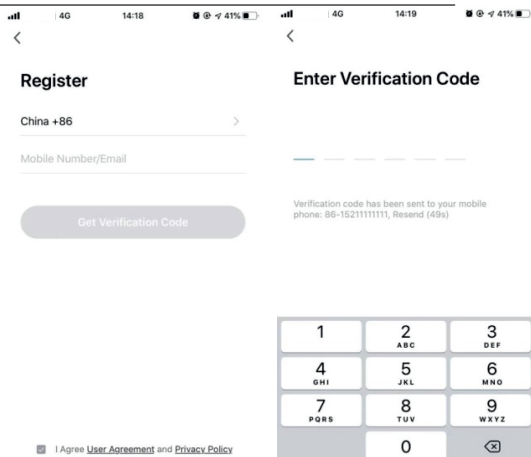 4G 14:18 41%
Register
China +86
Mobile Number/Email
Get Verification Code
I Agree User Agreement and Privacy Policy
4G 14:19 41%
Enter Verification Code
Verification code has been sent to your mobile
phone: 86-15211111111, Resend (49s)
1 2 3
ABC DEF
4 5 6
GHI JKL MNO
7 8 9
PQRS TUV WXYZ
0